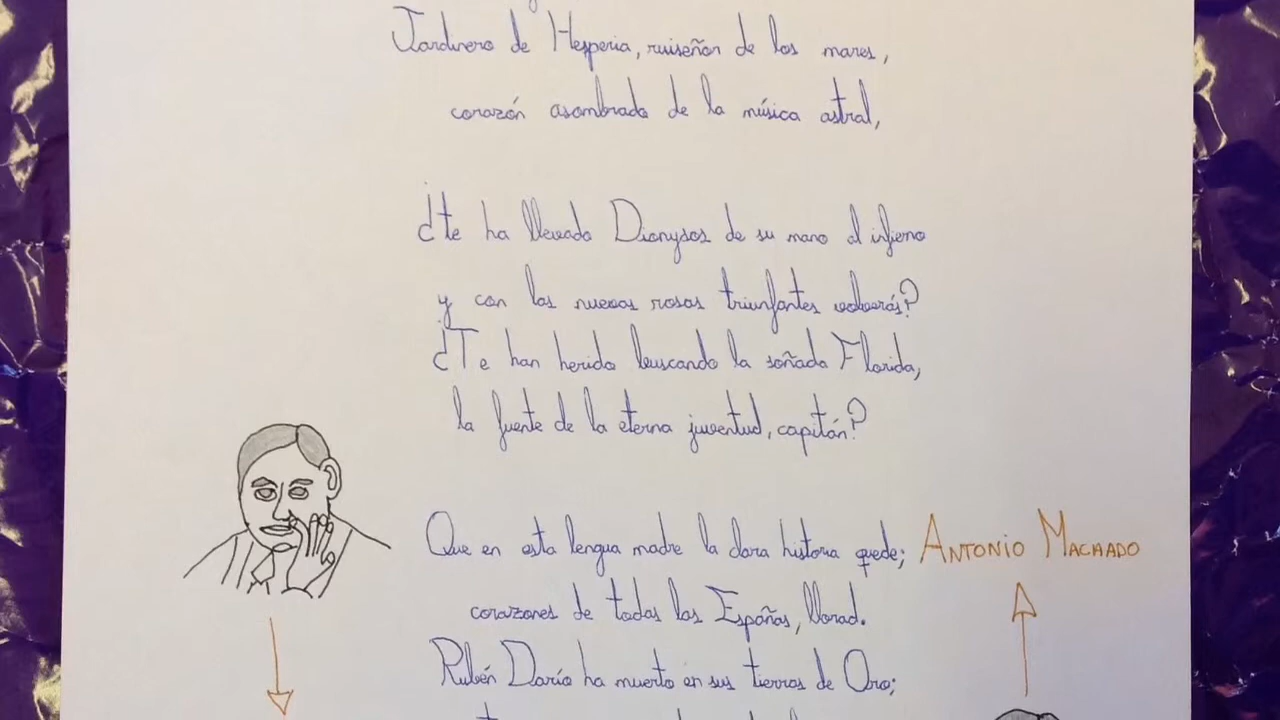 Jardinero de Hesperia, ruiseñor de los mares,
corazón asombrado de la música astral,
¿te ha llevado Dionysos de su mano al infierno
y con las nuevas rosas triunfantes volverás?
¿Te han herido buscando la soñada Florida,
la fuente de la eterna juventud, capitán?
Que en esta lengua madre la clara historia quede;
ANTONIO MACHADO
corazones de todas las Españas, llorad.
Rubén Darío ha muerto en sus tierras de Oro;